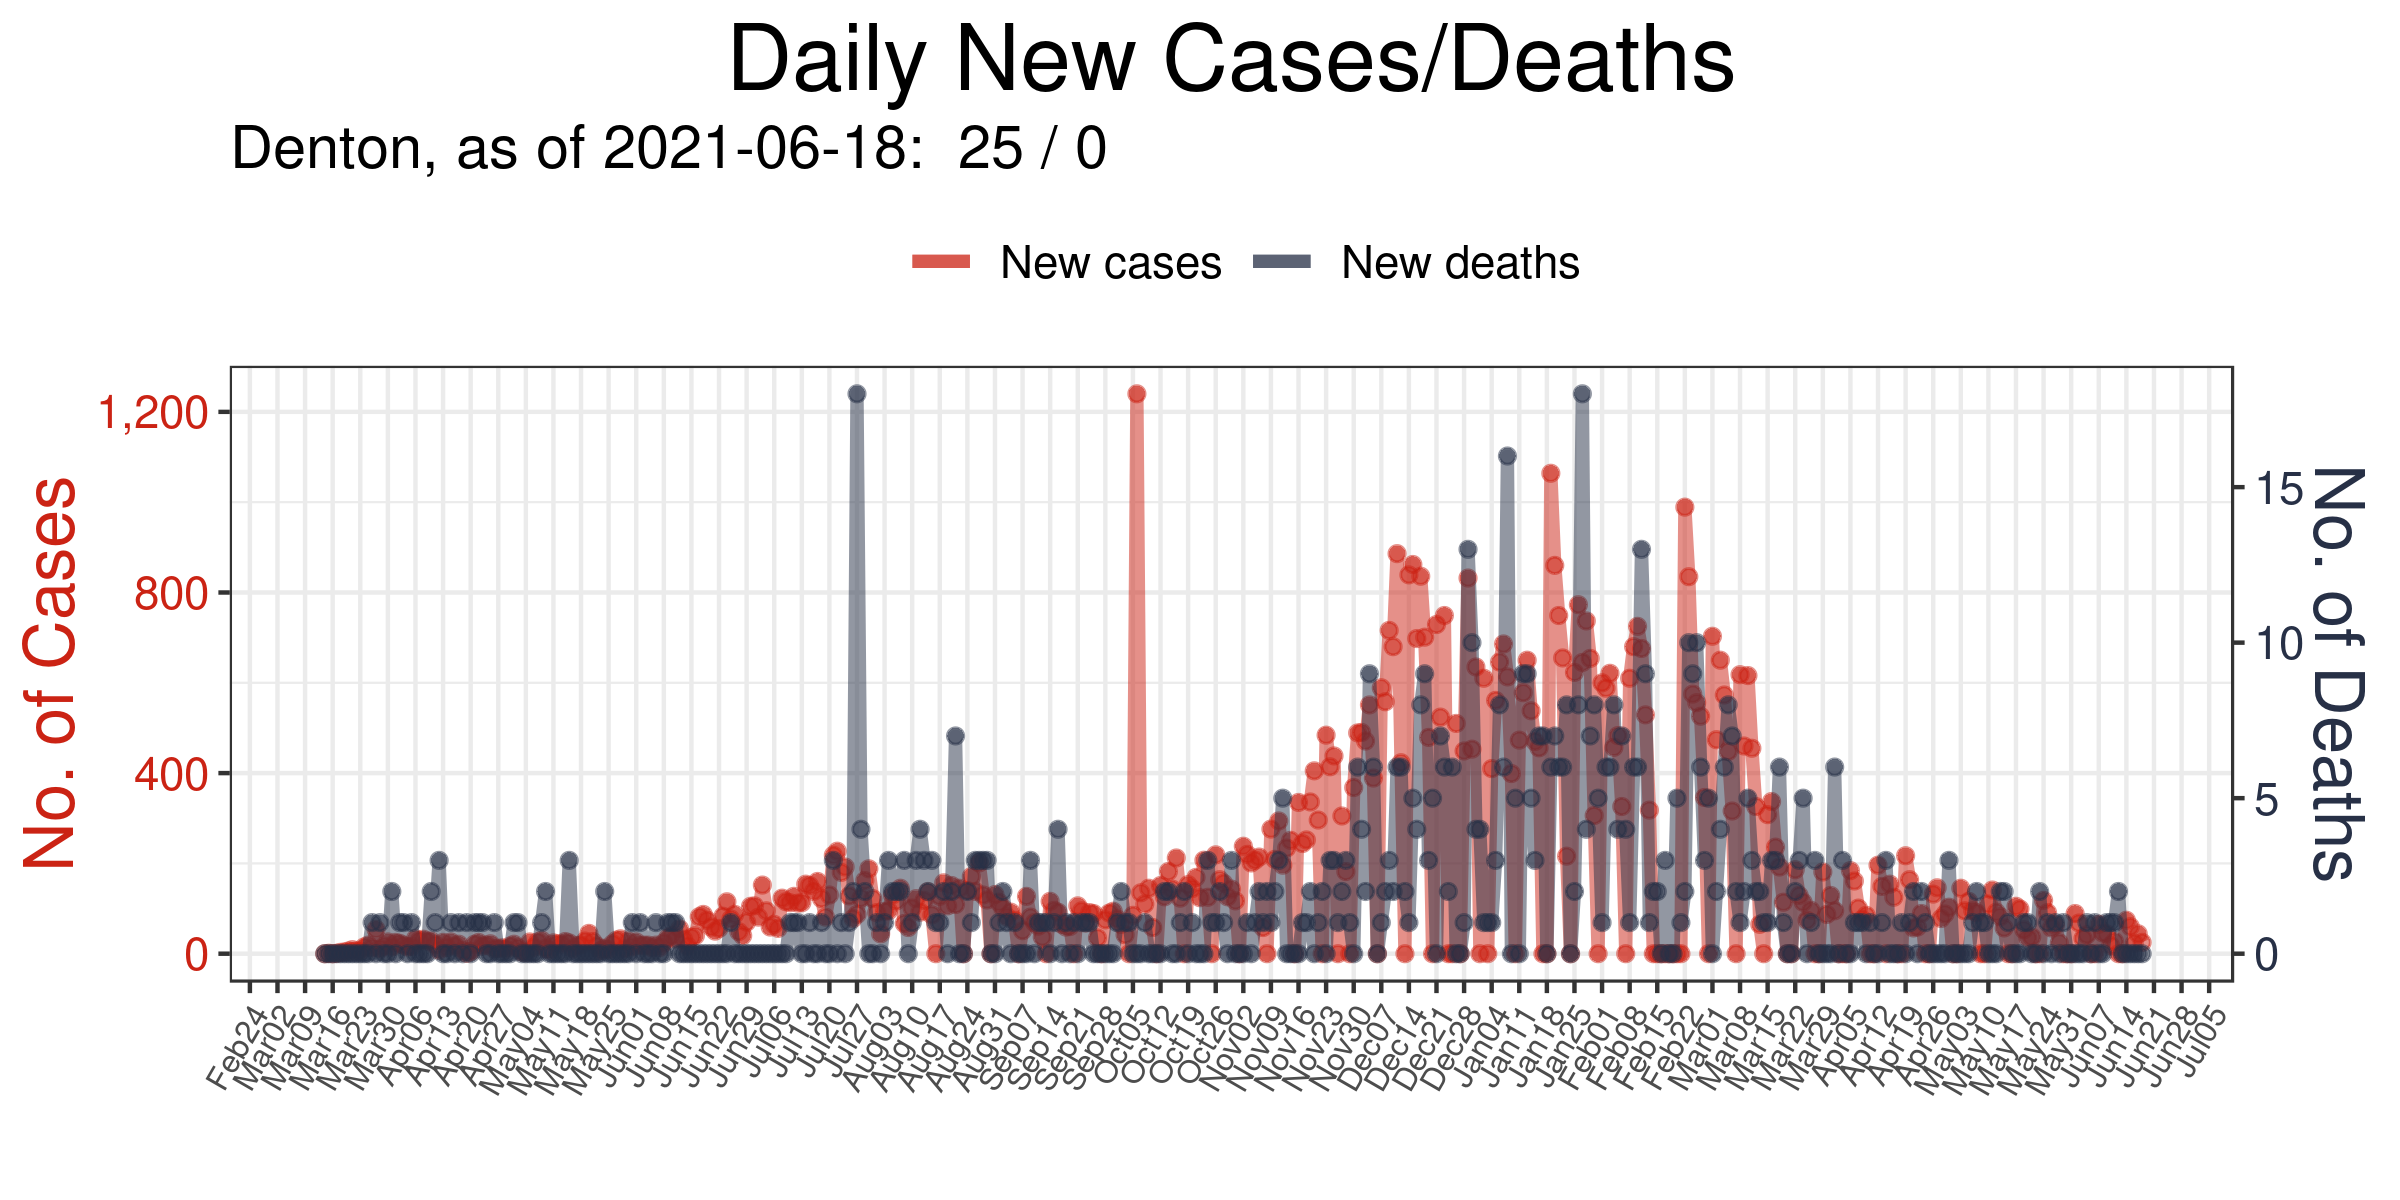 Daily New Cases/Deaths
Denton, as of 2021-06-18:  25 / 0
New cases New deaths
No. of Cases
1,200
800
400
0
15
10
5
0
No. of Deaths
Feb24 Mar02 Mar09 Mar16 Mar23 Mar30 Apr06 Apr13 Apr20 Apr27 May04 May11 May18 May25 Jun01 Jun08 Jun15 Jun22 Jun29 Jul06 Jul13 Jul20 Jul27 Aug03 Aug10 Aug17 Aug24 Aug31 Sep07 Sep14 Sep21 Sep28 Oct05 Oct12 Oct19 Oct26 Nov02 Nov09 Nov16 Nov23 Nov30 Dec07 Dec14 Dec21 Dec28 Jan04 Jan11 Jan18 Jan25 Feb01 Feb08 Feb15 Feb22 Mar01 Mar08 Mar15 Mar22 Mar29 Apr05 Apr12 Apr19 Apr26 May03 May10 May17 May24 May31 Jun07 Jun14 Jun21 Jun28 Jul05